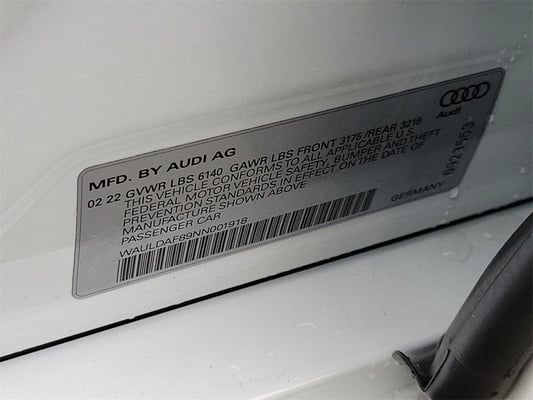 Audi
MFD. BY AUDI AG
02 22 GVWR LBS 6140 GAWR LBS FRONT 3175 /REAR 3219
THIS VEHICLE CONFORMS TO ALL APPLICABLE U.S.
FEDERAL MOTOR VEHICLE SAFETY, BUMPER AND THEFT
PREVENTION STANDARDS IN EFFECT ON THE DATE OF
MANUFACTURE SHOWN ABOVE
PASSENGER CAR
GERMANY
WAULDAF89NN001918